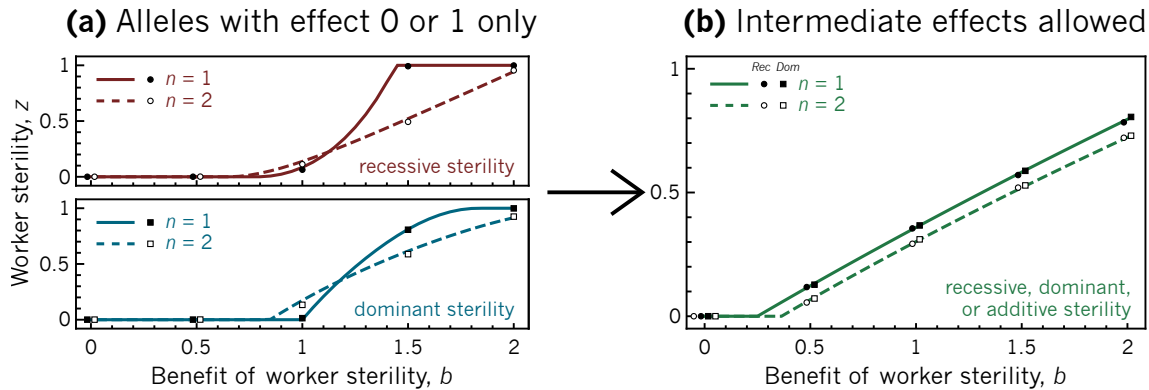 (a) Alleles with effect 0 or 1 only
(b) Intermediate effects allowed
Worker sterility, z
1
n = 1
n = 2
0.5
recessive sterility
0
1
n = 1
n = 2
0.5
dominant sterility
0
0 0.5 1 1.5 2
Benefit of worker sterility, b
1
Rec Dom
n = 1
n = 2
0.5
recessive, dominant,
or additive sterility
0
0 0.5 1 1.5 2
Benefit of worker sterility, b